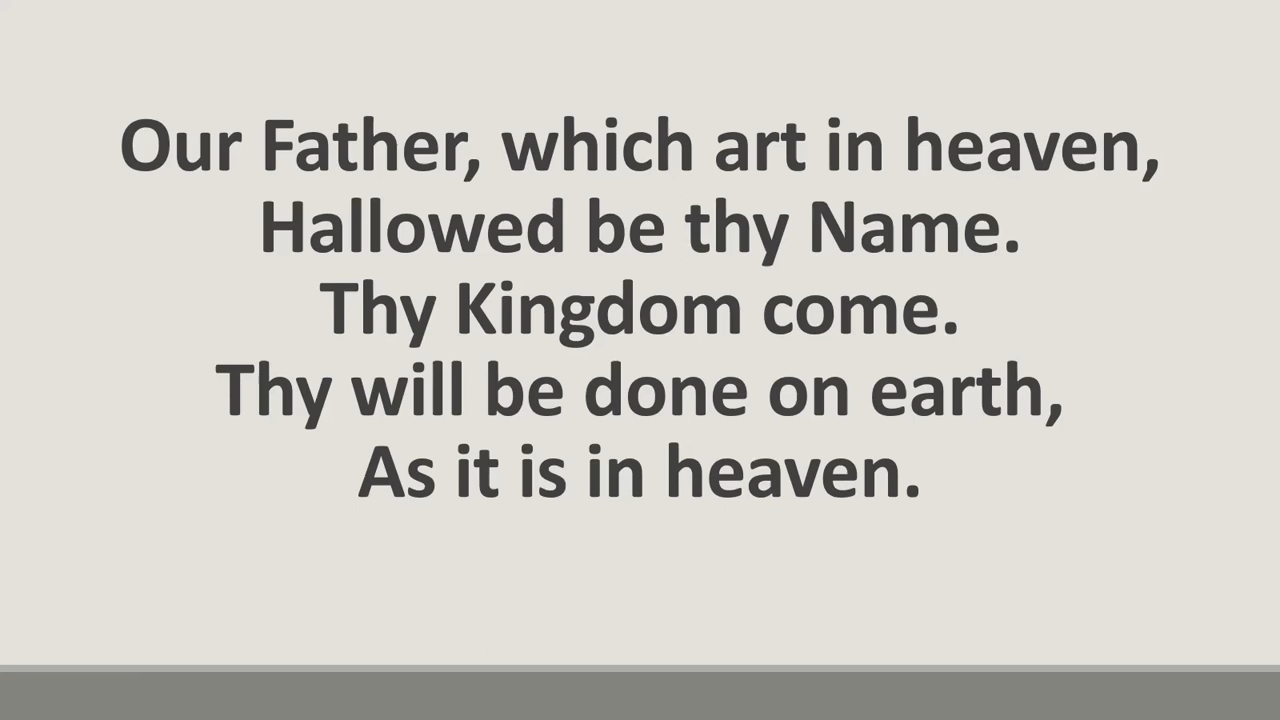 Our Father, which art in heaven,
Hallowed be thy Name.
Thy Kingdom come.
Thy will be done on earth,
As it is in heaven.